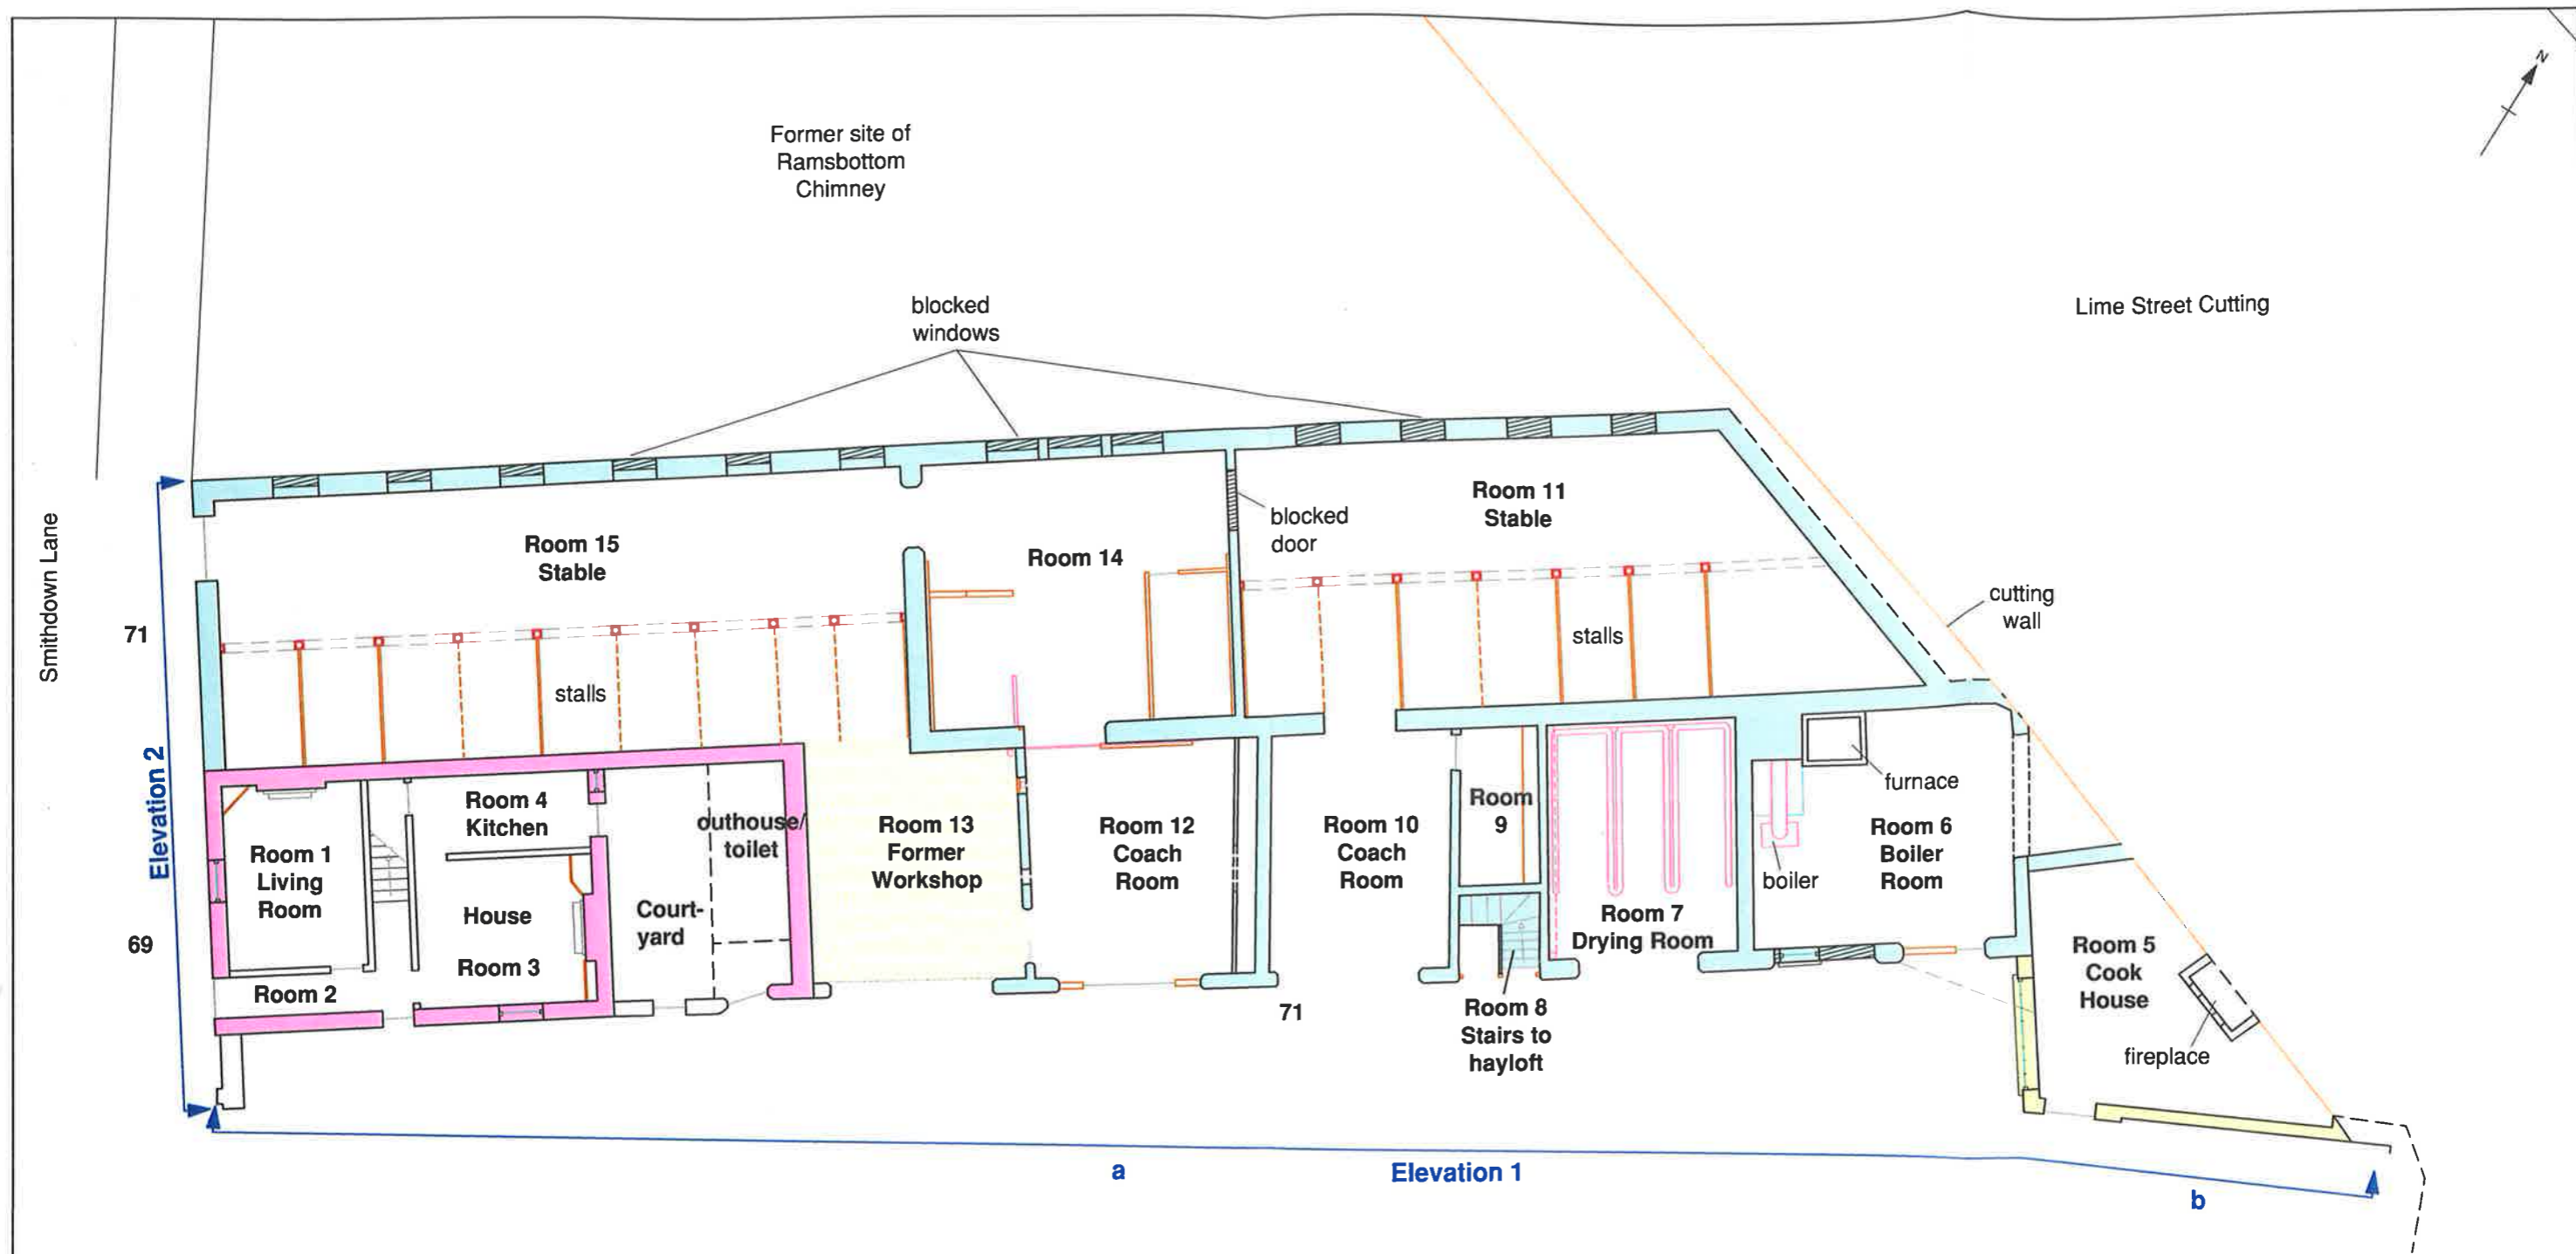 N
Former site of
Ramsbottom
Chimney
Lime Street Cutting
blocked
windows
Smithdown Lane
71
69
Elevation 2
Room 15
Stable
stalls
Room 14
blocked
door
Room 11
Stable
stalls
cutting
wall
Room 1
Living
Room
Room 2
Room 4
Kitchen
House
Room 3
Court-
yard
outhouse/
toilet
Room 13
Former
Workshop
Room 12
Coach
Room
Room 10
Coach
Room
71
Room
9
Room 8
Stairs to
hayloft
Room 7
Drying Room
furnace
boiler
Room 6
Boiler
Room
Room 5
Cook
House
fireplace
a
Elevation 1
b